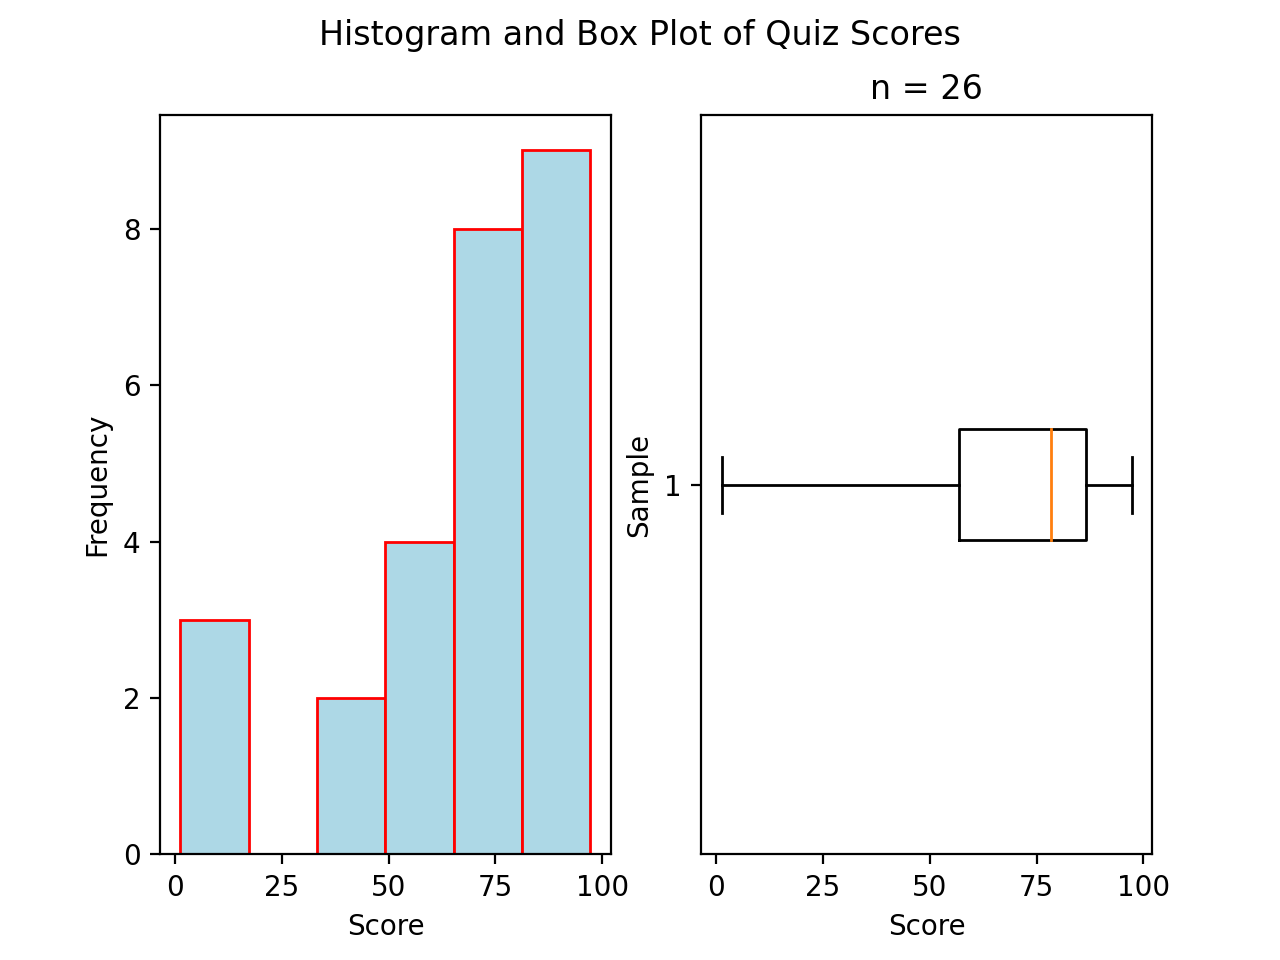 Histogram and Box Plot of Quiz Scores
Frequency
8
6
4
2
0
0 25 50 75 100
Score
n = 26
Sample
1
0 25 50 75 100
Score